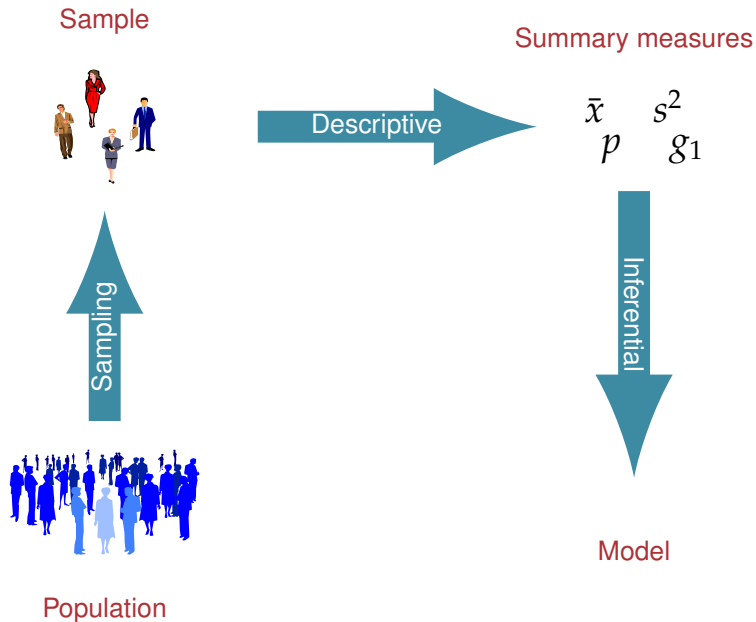 Sample
Summary measures
Descriptive
x̄ s²
p g₁
Sampling
Inferential
Model
Population